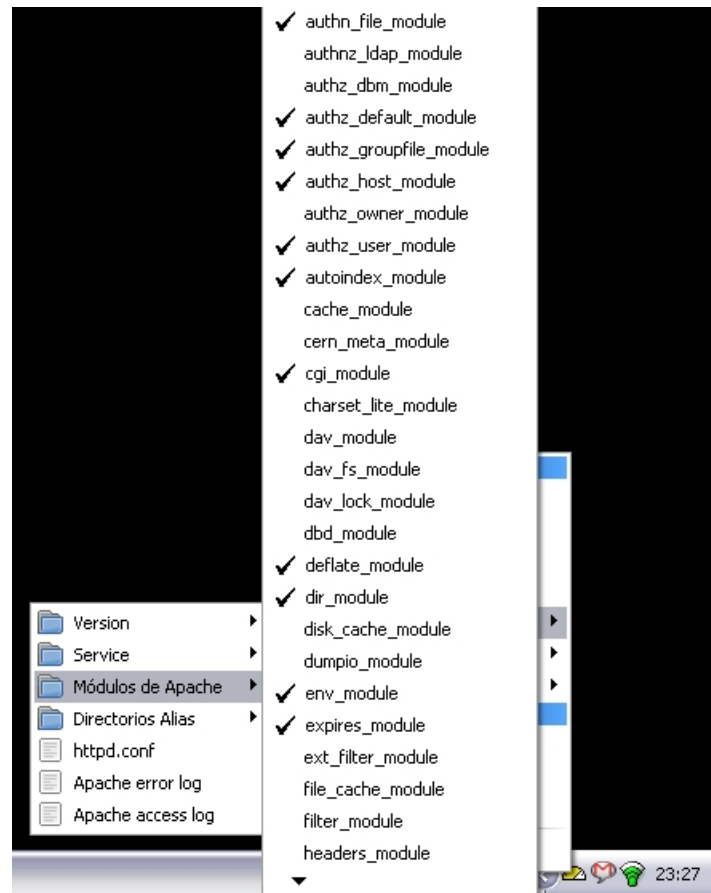 authn_file_module
authnz_ldap_module
authz_dbm_module
authz_default_module
authz_groupfile_module
authz_host_module
authz_owner_module
authz_user_module
autoindex_module
cache_module
cern_meta_module
cgi_module
charset_lite_module
dav_module
dav_fs_module
dav_lock_module
dbd_module
deflate_module
dir_module
disk_cache_module
dumpio_module
env_module
expires_module
ext_filter_module
file_cache_module
filter_module
headers_module
Version
Service
Módulos de Apache
Directorios Alias
httpd.conf
Apache error log
Apache access log
23:27